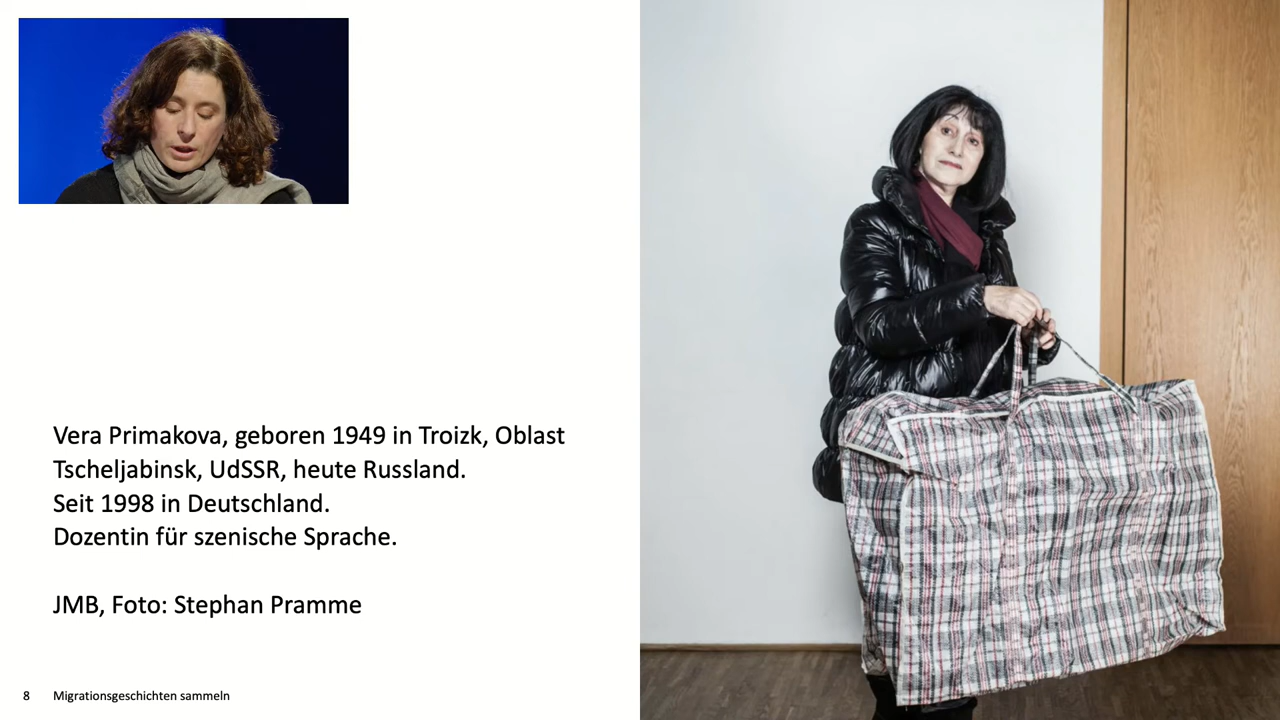 Vera Primakova, geboren 1949 in Troizk, Oblast
Tscheljabinsk, UdSSR, heute Russland.
Seit 1998 in Deutschland.
Dozentin für szenische Sprache.
JMB, Foto: Stephan Pramme
8 Migrationsgeschichten sammeln